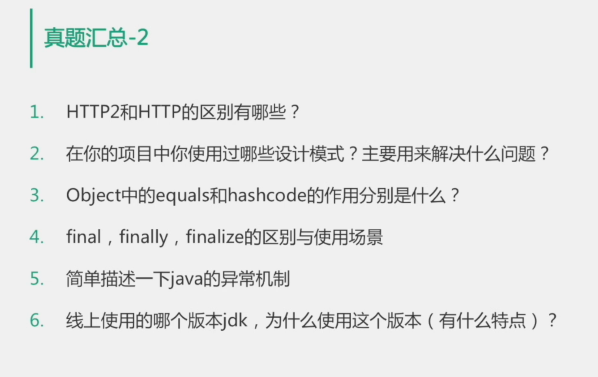 真题汇总-2
1. HTTP2和HTTP的区别有哪些？
2. 在你的项目中你使用过哪些设计模式？主要用来解决什么问题？
3. Object中的equals和hashcode的作用分别是什么？
4. final，finally，finalize的区别与使用场景
5. 简单描述一下java的异常机制
6. 线上使用的哪个版本jdk，为什么使用这个版本（有什么特点）？